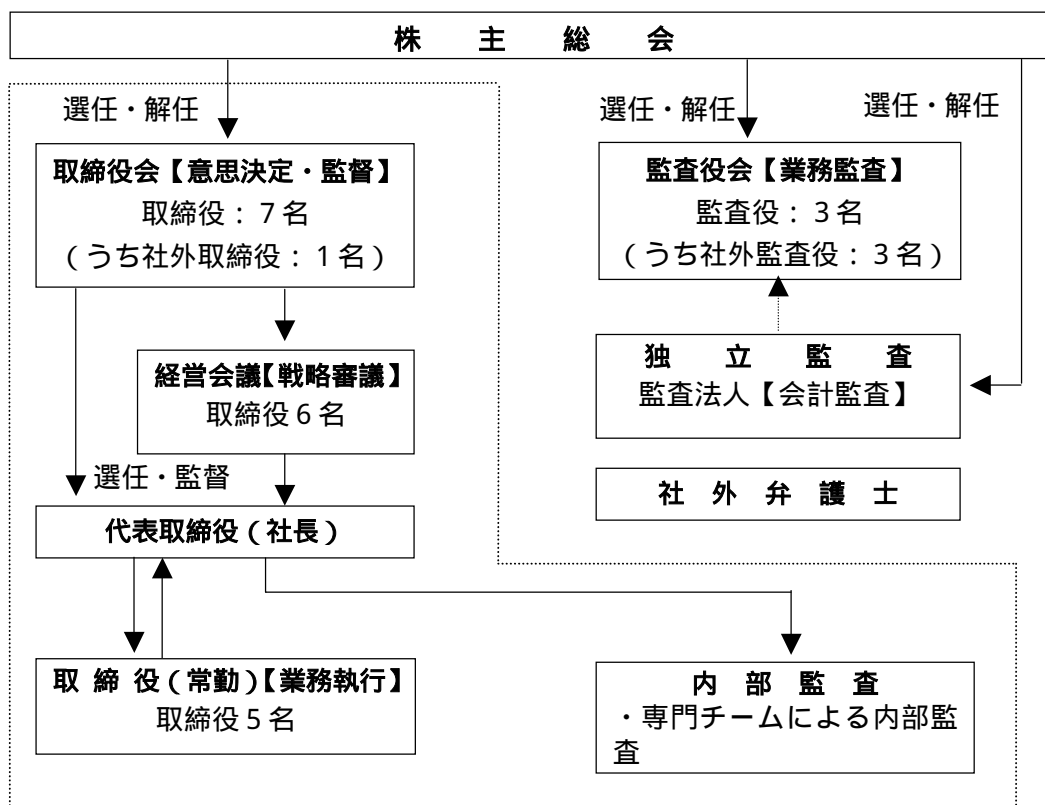 株　主　総　会
選任・解任
選任・解任
選任・解任
取締役会【意思決定・監督】
取締役：７名
（うち社外取締役：１名）
監査役会【業務監査】
監査役：３名
（うち社外監査役：３名）
経営会議【戦略審議】
取締役６名
独　立　監　査
監査法人【会計監査】
選任・監督
社　外　弁　護　士
代表取締役（社長）
取　締　役（常勤）【業務執行】
取締役５名
内　部　監　査
・専門チームによる内部監
査